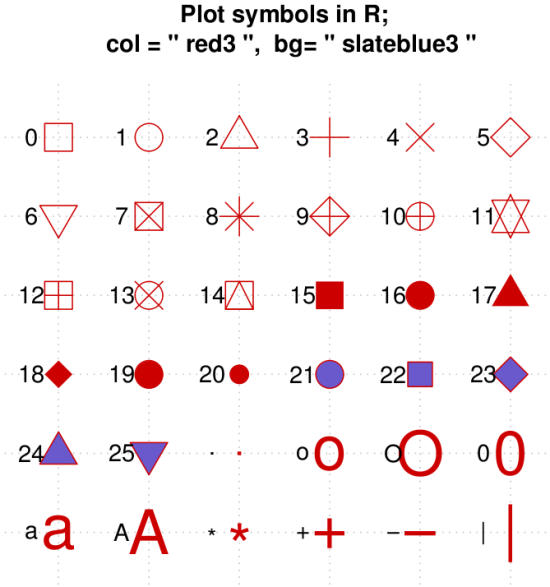 Plot symbols in R;
col = " red3 ", bg= " slateblue3 "
0 1 2 3 4 5
6 7 8 9 10 11
12 13 14 15 16 17
18 19 20 21 22 23
24 25 . . o o O O 0 0
a a A A * * + + − − | |